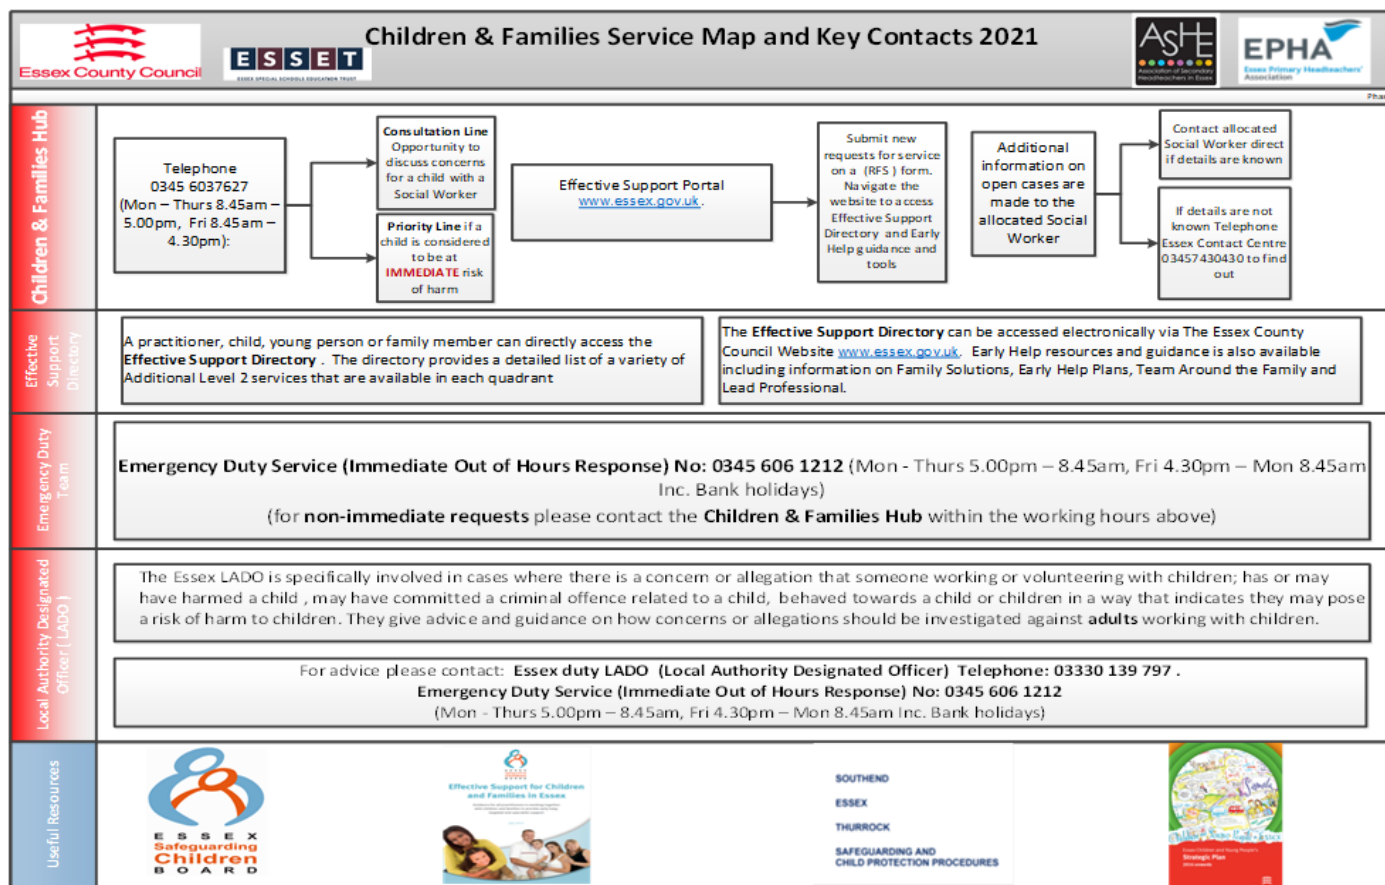 Children & Families Service Map and Key Contacts 2021
Essex County Council
ESSET
ESSEX SPECIAL SCHOOLS EDUCATION TRUST
ASHE
Association of Secondary
Headteachers in Essex
EPHA
Essex Primary Headteachers'
Association
Phas
Children & Families Hub
Telephone
0345 6037627
(Mon – Thurs 8.45am –
5.00pm, Fri 8.45am –
4.30pm):
Consultation Line
Opportunity to
discuss concerns
for a child with a
Social Worker
Priority Line if a
child is considered
to be at
IMMEDIATE risk
of harm
Effective Support Portal
www.essex.gov.uk.
Submit new
requests for service
on a (RFS ) form.
Navigate the
website to access
Effective Support
Directory and Early
Help guidance and
tools
Additional
information on
open cases are
made to the
allocated Social
Worker
Contact allocated
Social Worker direct
if details are known
If details are not
known Telephone
Essex Contact Centre
03457430430 to find
out
Effective
Support
Directory
A practitioner, child, young person or family member can directly access the
Effective Support Directory . The directory provides a detailed list of a variety of
Additional Level 2 services that are available in each quadrant
The Effective Support Directory can be accessed electronically via The Essex County
Council Website www.essex.gov.uk. Early Help resources and guidance is also available
including information on Family Solutions, Early Help Plans, Team Around the Family and
Lead Professional.
Emergency Duty
Team
Emergency Duty Service (Immediate Out of Hours Response) No: 0345 606 1212 (Mon - Thurs 5.00pm – 8.45am, Fri 4.30pm – Mon 8.45am
Inc. Bank holidays)
(for non-immediate requests please contact the Children & Families Hub within the working hours above)
Local Authority Designated
Officer ( LADO )
The Essex LADO is specifically involved in cases where there is a concern or allegation that someone working or volunteering with children; has or may
have harmed a child , may have committed a criminal offence related to a child, behaved towards a child or children in a way that indicates they may pose
a risk of harm to children. They give advice and guidance on how concerns or allegations should be investigated against adults working with children.
For advice please contact: Essex duty LADO (Local Authority Designated Officer) Telephone: 03330 139 797 .
Emergency Duty Service (Immediate Out of Hours Response) No: 0345 606 1212
(Mon - Thurs 5.00pm – 8.45am, Fri 4.30pm – Mon 8.45am Inc. Bank holidays)
Useful Resources
ESSEX
Safeguarding
Children
BOARD
Effective Support for Children
and Families in Essex
SOUTHEND
ESSEX
THURROCK
SAFEGUARDING AND
CHILD PROTECTION PROCEDURES
Essex Children and Young People's
Strategic Plan